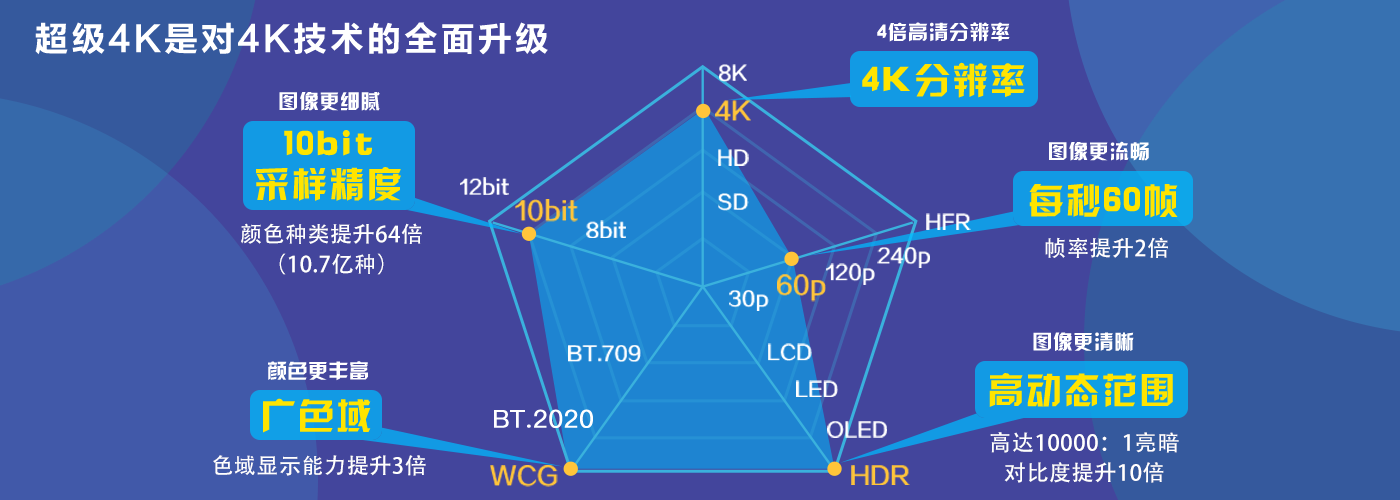 超级4K是对4K技术的全面升级
4倍高清分辨率
4K分辨率
图像更细腻
10bit
采样精度
颜色种类提升64倍
（10.7亿种）
图像更流畅
每秒60帧
帧率提升2倍
颜色更丰富
广色域
色域显示能力提升3倍
图像更清晰
高动态范围
高达10000：1亮暗
对比度提升10倍
8K
4K
HD
SD
HFR
240p
120p
60p
30p
12bit
10bit
8bit
BT.709
BT.2020
WCG
LCD
LED
OLED
HDR